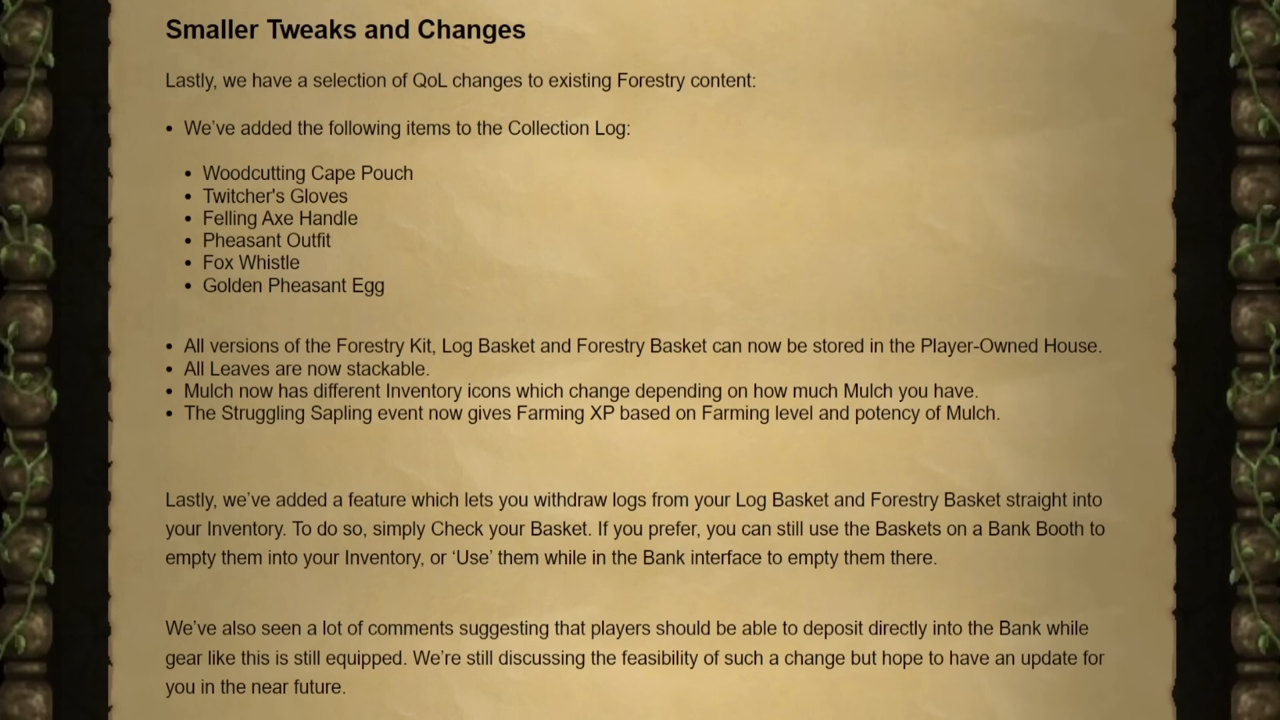 Smaller Tweaks and Changes
Lastly, we have a selection of QoL changes to existing Forestry content:
• We've added the following items to the Collection Log:
• Woodcutting Cape Pouch
• Twitcher's Gloves
• Felling Axe Handle
• Pheasant Outfit
• Fox Whistle
• Golden Pheasant Egg
• All versions of the Forestry Kit, Log Basket and Forestry Basket can now be stored in the Player-Owned House.
• All Leaves are now stackable.
• Mulch now has different Inventory icons which change depending on how much Mulch you have.
• The Struggling Sapling event now gives Farming XP based on Farming level and potency of Mulch.
Lastly, we've added a feature which lets you withdraw logs from your Log Basket and Forestry Basket straight into
your Inventory. To do so, simply Check your Basket. If you prefer, you can still use the Baskets on a Bank Booth to
empty them into your Inventory, or ‘Use’ them while in the Bank interface to empty them there.
We've also seen a lot of comments suggesting that players should be able to deposit directly into the Bank while
gear like this is still equipped. We're still discussing the feasibility of such a change but hope to have an update for
you in the near future.